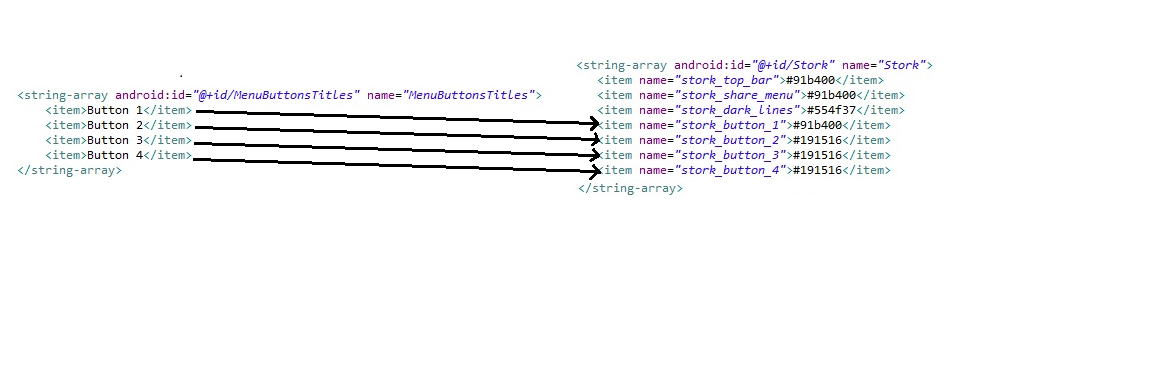 <string-array android:id="@+id/MenuButtonsTitles" name="MenuButtonsTitles">
<item>Button 1</item>
<item>Button 2</item>
<item>Button 3</item>
<item>Button 4</item>
</string-array>
<string-array android:id="@+id/Stork" name="Stork">
<item name="stork_top_bar">#91b400</item>
<item name="stork_share_menu">#91b400</item>
<item name="stork_dark_lines">#554f37</item>
<item name="stork_button_1">#91b400</item>
<item name="stork_button_2">#191516</item>
<item name="stork_button_3">#191516</item>
<item name="stork_button_4">#191516</item>
</string-array>